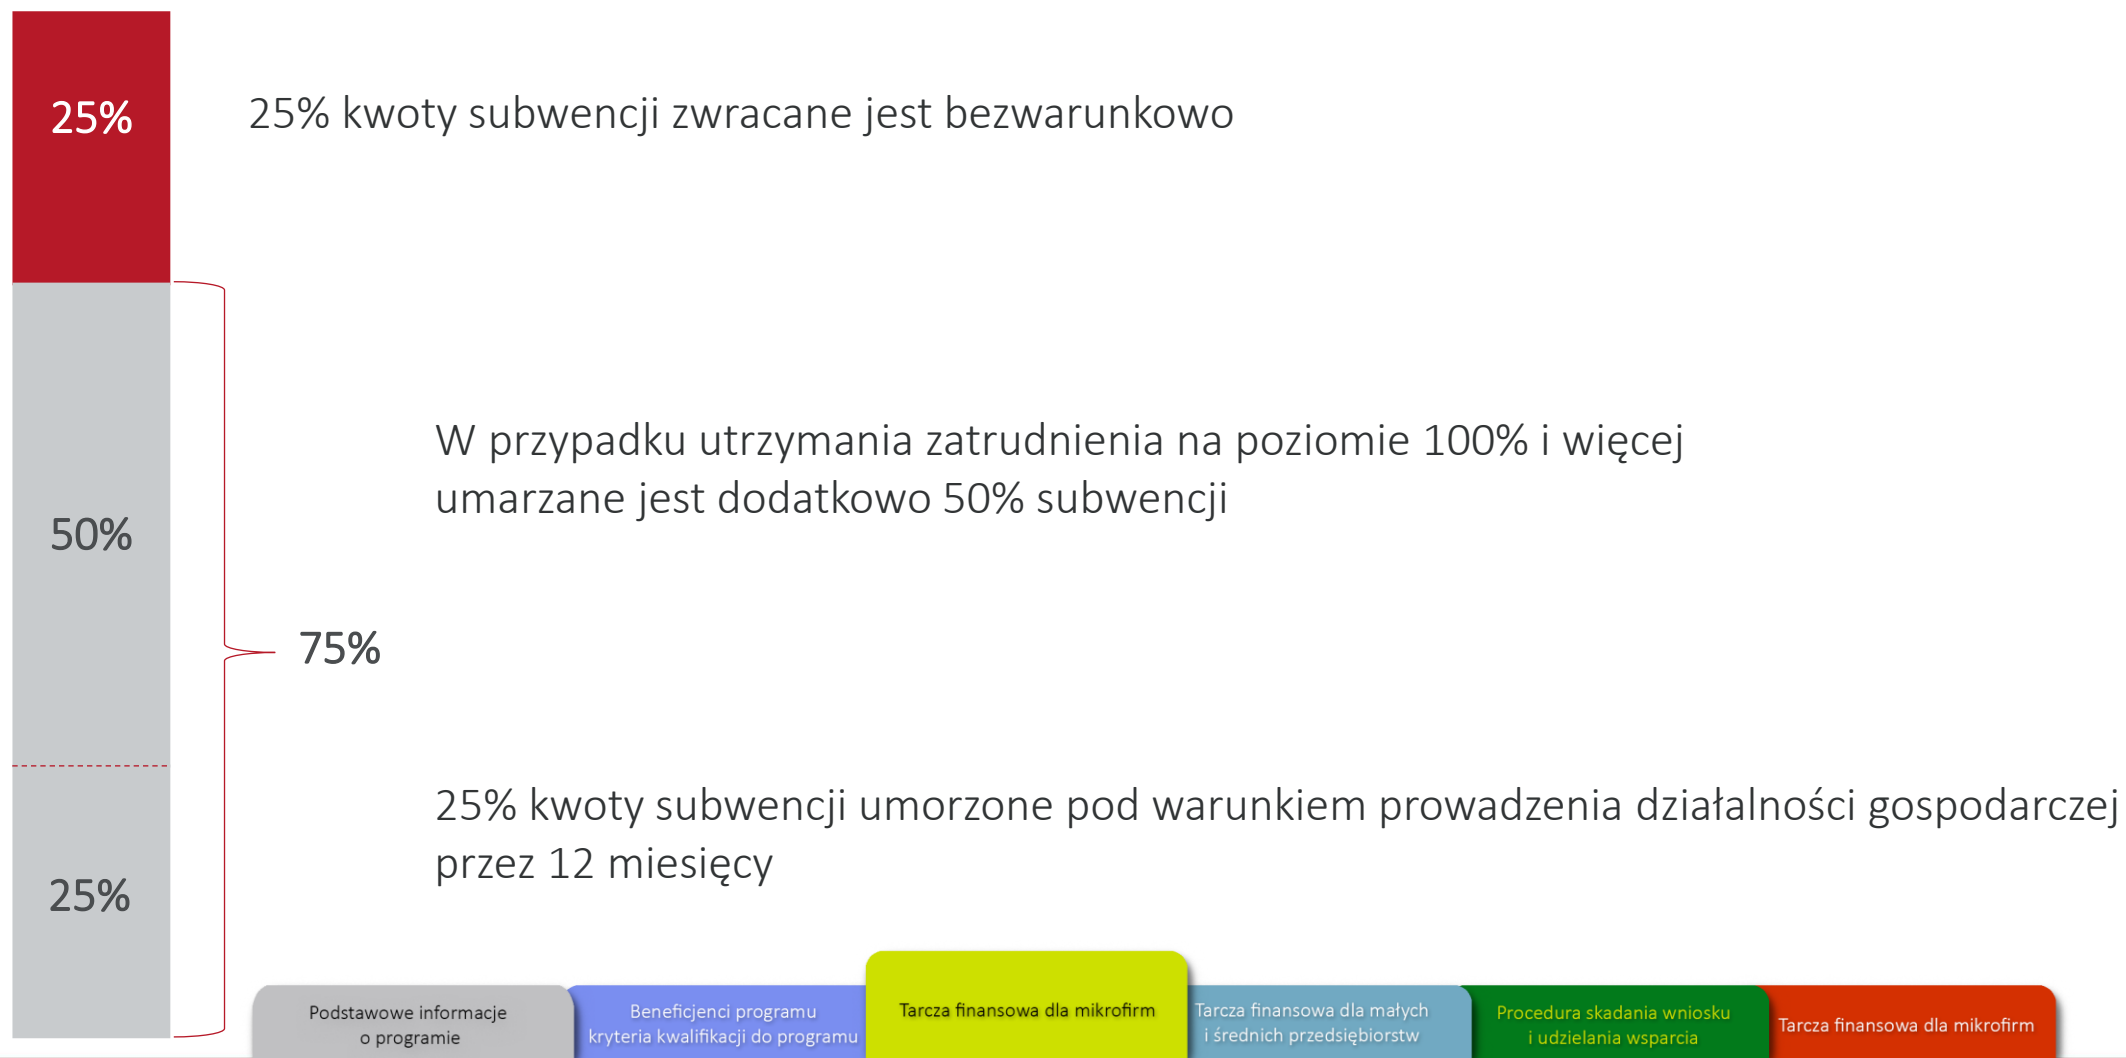 25%
25% kwoty subwencji zwracane jest bezwarunkowo
50%
W przypadku utrzymania zatrudnienia na poziomie 100% i więcej
umarzane jest dodatkowo 50% subwencji
75%
25%
25% kwoty subwencji umorzone pod warunkiem prowadzenia działalności gospodarczej
przez 12 miesięcy
Podstawowe informacje
o programie
Beneficjenci programu
kryteria kwalifikacji do programu
Tarcza finansowa dla mikrofirm
Tarcza finansowa dla małych
i średnich przedsiębiorstw
Procedura skadania wniosku
i udzielania wsparcia
Tarcza finansowa dla mikrofirm